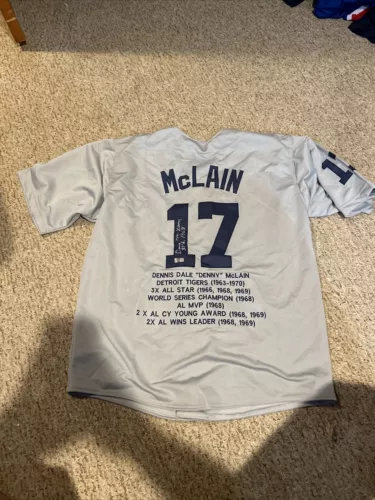 McLAIN
17
17
DENNIS DALE "DENNY" McLAIN
DETROIT TIGERS (1963-1970)
3X ALL STAR (1966, 1968, 1969)
WORLD SERIES CHAMPION (1968)
AL MVP (1968)
2 X AL CY YOUNG AWARD (1968, 1969)
2X AL WINS LEADER (1968, 1969)